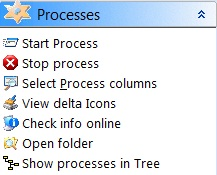 Processes
Start Process
Stop process
Select Process columns
View delta Icons
Check info online
Open folder
Show processes in Tree